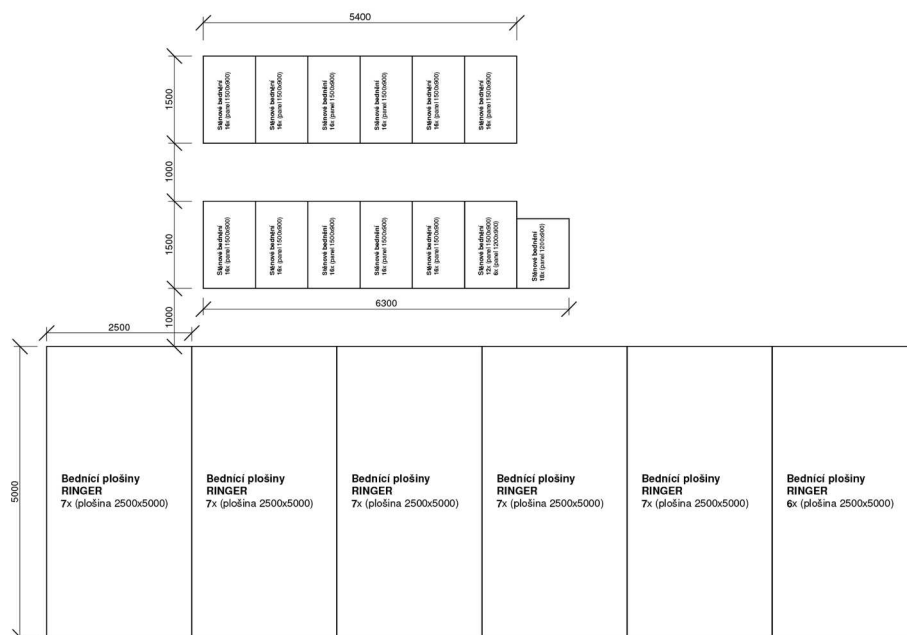 5400
1500
Stěnové bednění
16x (panel 1500x900)
Stěnové bednění
16x (panel 1500x900)
Stěnové bednění
16x (panel 1500x900)
Stěnové bednění
16x (panel 1500x900)
Stěnové bednění
16x (panel 1500x900)
Stěnové bednění
16x (panel 1500x900)
1000
1500
Stěnové bednění
16x (panel 1500x900)
Stěnové bednění
16x (panel 1500x900)
Stěnové bednění
16x (panel 1500x900)
Stěnové bednění
16x (panel 1500x900)
Stěnové bednění
16x (panel 1500x900)
Stěnové bednění
12x (panel 1500x900)
6x (panel 1200x900)
Stěnové bednění
18x (panel 1200x900)
6300
1000
2500
5000
Bednící plošiny
RINGER
7x (plošina 2500x5000)
Bednící plošiny
RINGER
7x (plošina 2500x5000)
Bednící plošiny
RINGER
7x (plošina 2500x5000)
Bednící plošiny
RINGER
7x (plošina 2500x5000)
Bednící plošiny
RINGER
7x (plošina 2500x5000)
Bednící plošiny
RINGER
6x (plošina 2500x5000)